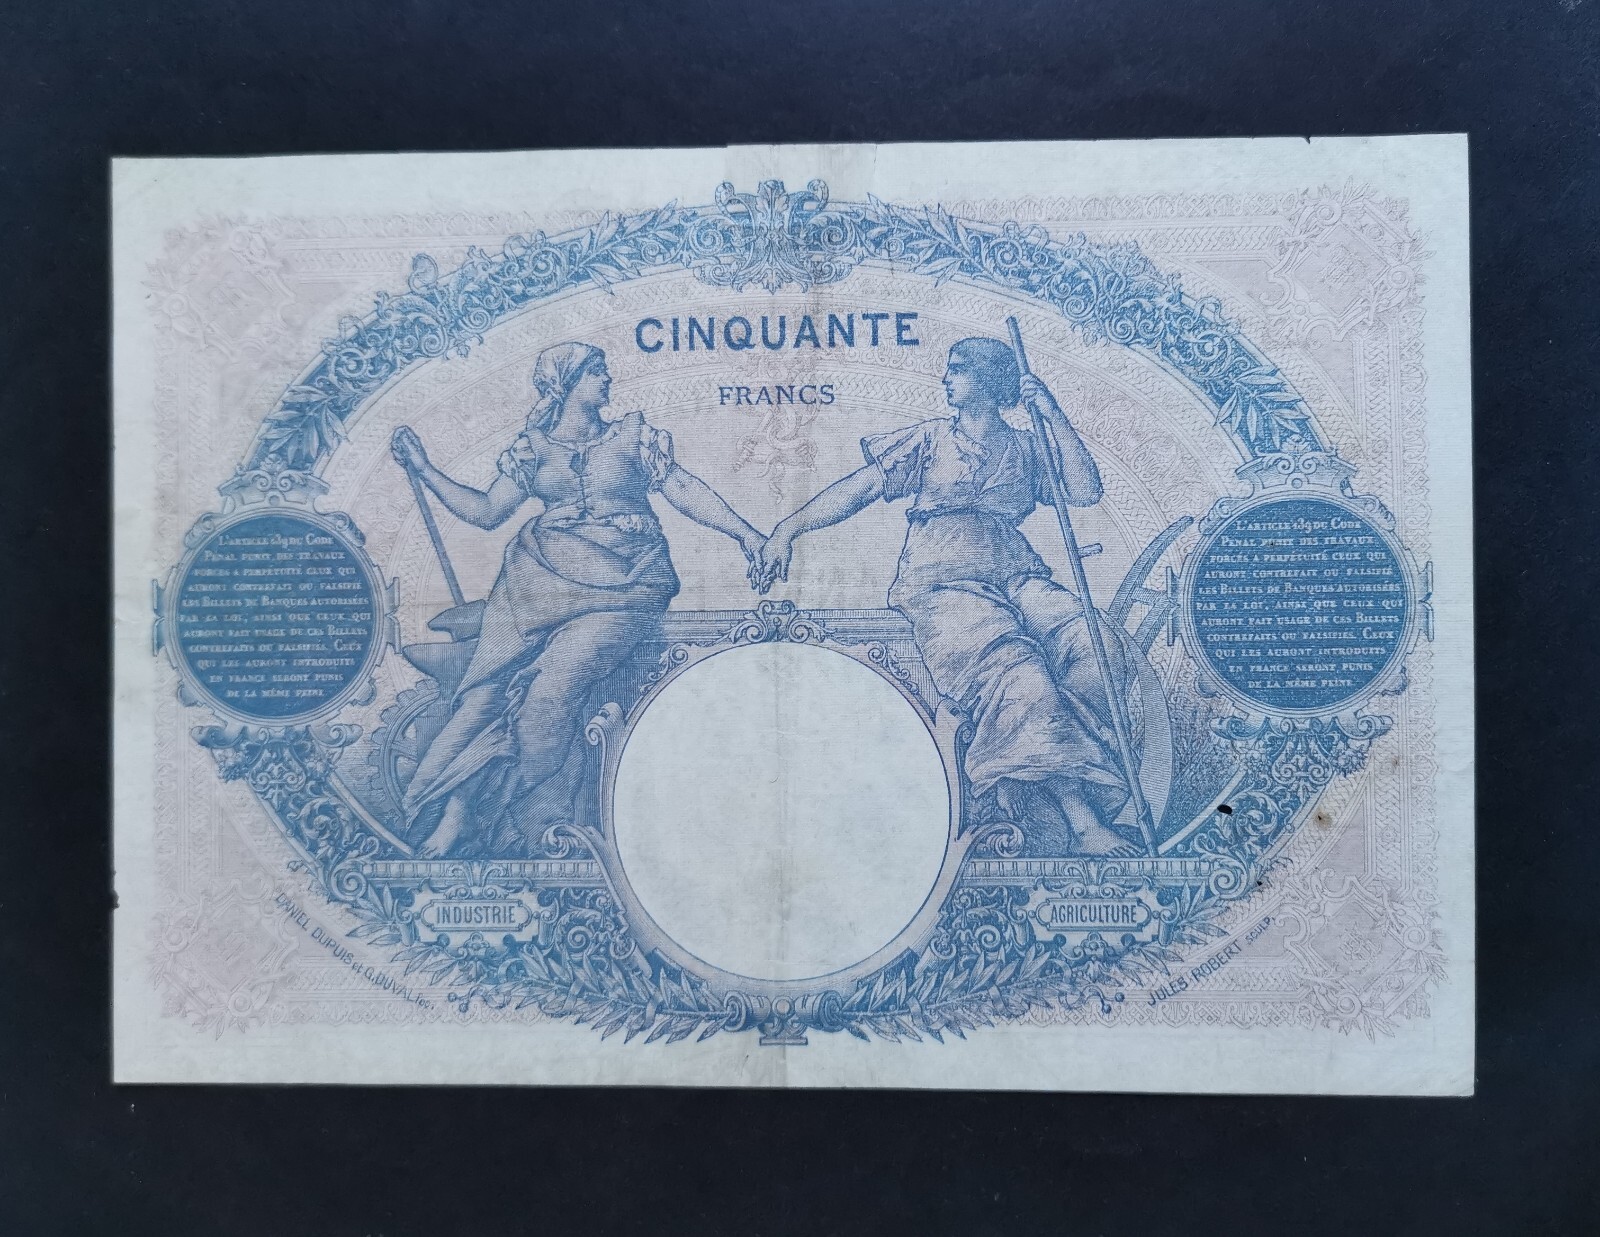 CINQUANTE
FRANCS
L'ARTICLE 139 DU CODE
PENAL PUNIT DES TRAVAUX
FORCÉS A PERPÉTUITÉ CEUX QUI
AURONT CONTREFAIT OU FALSIFIÉ
LES BILLETS DE BANQUES AUTORISÉES
PAR LA LOI, AINSI QUE CEUX QUI
AURONT FAIT USAGE DE CES BILLETS
CONTREFAITS OU FALSIFIÉS. CEUX
QUI LES AURONT INTRODUITS
EN FRANCE SERONT PUNIS
DE LA MÊME PEINE
L'ARTICLE 139 DU CODE
PENAL PUNIT DES TRAVAUX
FORCÉS A PERPÉTUITÉ CEUX QUI
AURONT CONTREFAIT OU FALSIFIÉ
LES BILLETS DE BANQUES AUTORISÉES
PAR LA LOI, AINSI QUE CEUX QUI
AURONT FAIT USAGE DE CES BILLETS
CONTREFAITS OU FALSIFIÉS. CEUX
QUI LES AURONT INTRODUITS
EN FRANCE SERONT PUNIS
DE LA MÊME PEINE
INDUSTRIE
AGRICULTURE
DANIEL DUPUIS et G. DUVAL
JULES ROBERT SCULP.